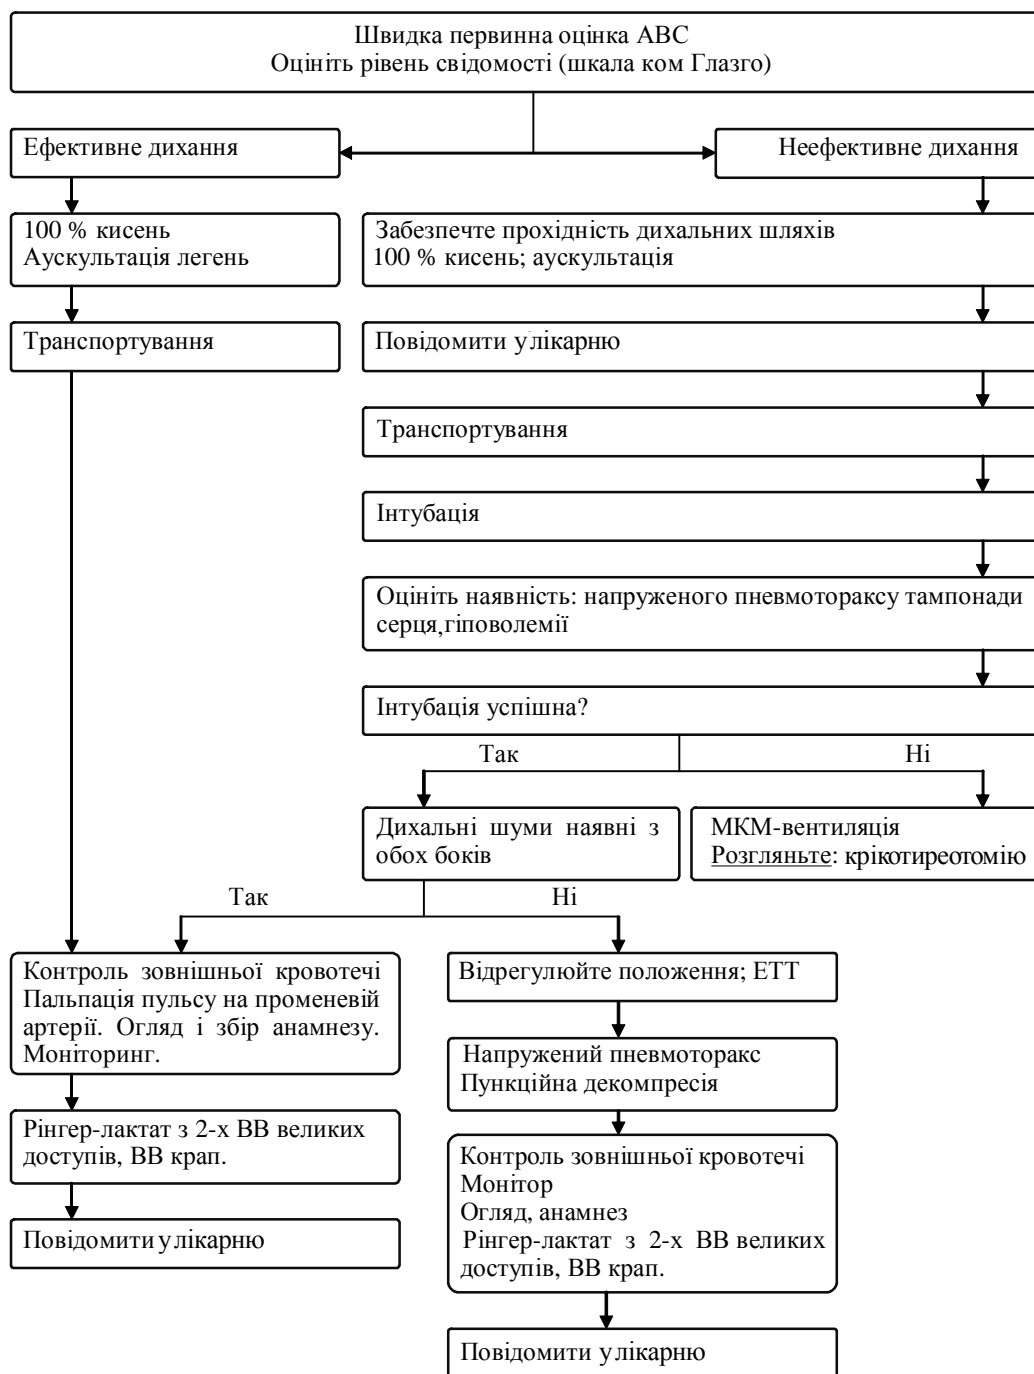 Швидка первинна оцінка АВС
Оцініть рівень свідомості (шкала ком Глазго)
Ефективне дихання
Неефективне дихання
100 % кисень
Аускультація легень
Забезпечте прохідність дихальних шляхів
100 % кисень; аускультація
Транспортування
Повідомити у лікарню
Транспортування
Інтубація
Оцініть наявність: напруженого пневмотораксу тампонади
серця,гіповолемії
Інтубація успішна?
Так
Ні
Дихальні шуми наявні з
обох боків
МКМ-вентиляція
Розгляньте: крікотиреотомію
Так
Ні
Контроль зовнішньої кровотечі
Пальпація пульсу на променевій
артерії. Огляд і збір анамнезу.
Моніторинг.
Відрегулюйте положення; ЕТТ
Напружений пневмоторакс
Пункційна декомпресія
Рінгер-лактат з 2-х ВВ великих
доступів, ВВ крап.
Контроль зовнішньої кровотечі
Монітор
Огляд, анамнез
Рінгер-лактат з 2-х ВВ великих
доступів, ВВ крап.
Повідомити у лікарню
Повідомити у лікарню